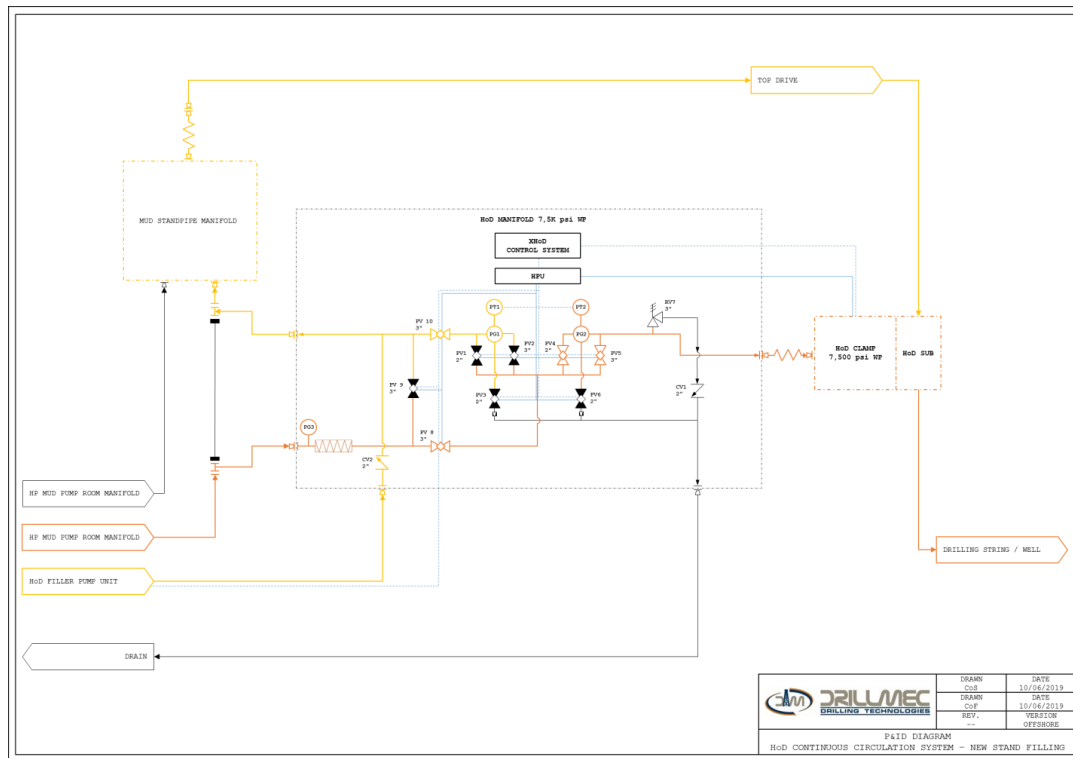 TOP DRIVE
MUD STANDPIPE MANIFOLD
HoD MANIFOLD 7,5K psi WP
XHoD
CONTROL SYSTEM
HPU
PT1
PT2
RV7
3"
PV 10
3"
PG1
PG2
PV1
2"
PV2
3"
PV4
2"
PV5
3"
HoD CLAMP
7,500 psi WP
HoD SUB
PV 9
3"
PV3
2"
PV6
2"
CV1
2"
PG3
PV 8
3"
CV2
2"
HP MUD PUMP ROOM MANIFOLD
HP MUD PUMP ROOM MANIFOLD
DRILLING STRING / WELL
HoD FILLER PUMP UNIT
DRAIN
DRILLMEC
DRILLING TECHNOLOGIES
DRAWN
CoS
DATE
10/06/2019
DRAWN
CoF
DATE
10/06/2019
REV.
--
VERSION
OFFSHORE
P&ID DIAGRAM
HoD CONTINUOUS CIRCULATION SYSTEM - NEW STAND FILLING